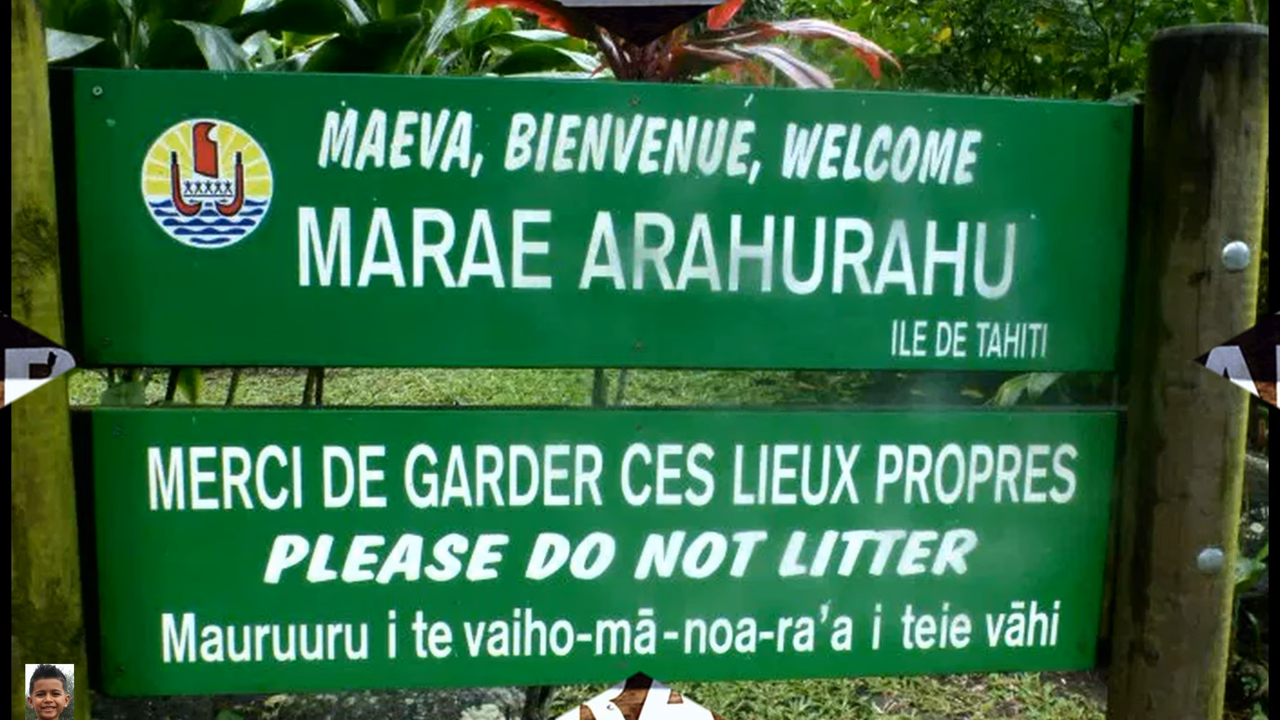 MAEVA, BIENVENUE, WELCOME
MARAE ARAHURAHU
ILE DE TAHITI
MERCI DE GARDER CES LIEUX PROPRES
PLEASE DO NOT LITTER
Mauruuru i te vaiho-mā-noa-ra'a i teie vāhi